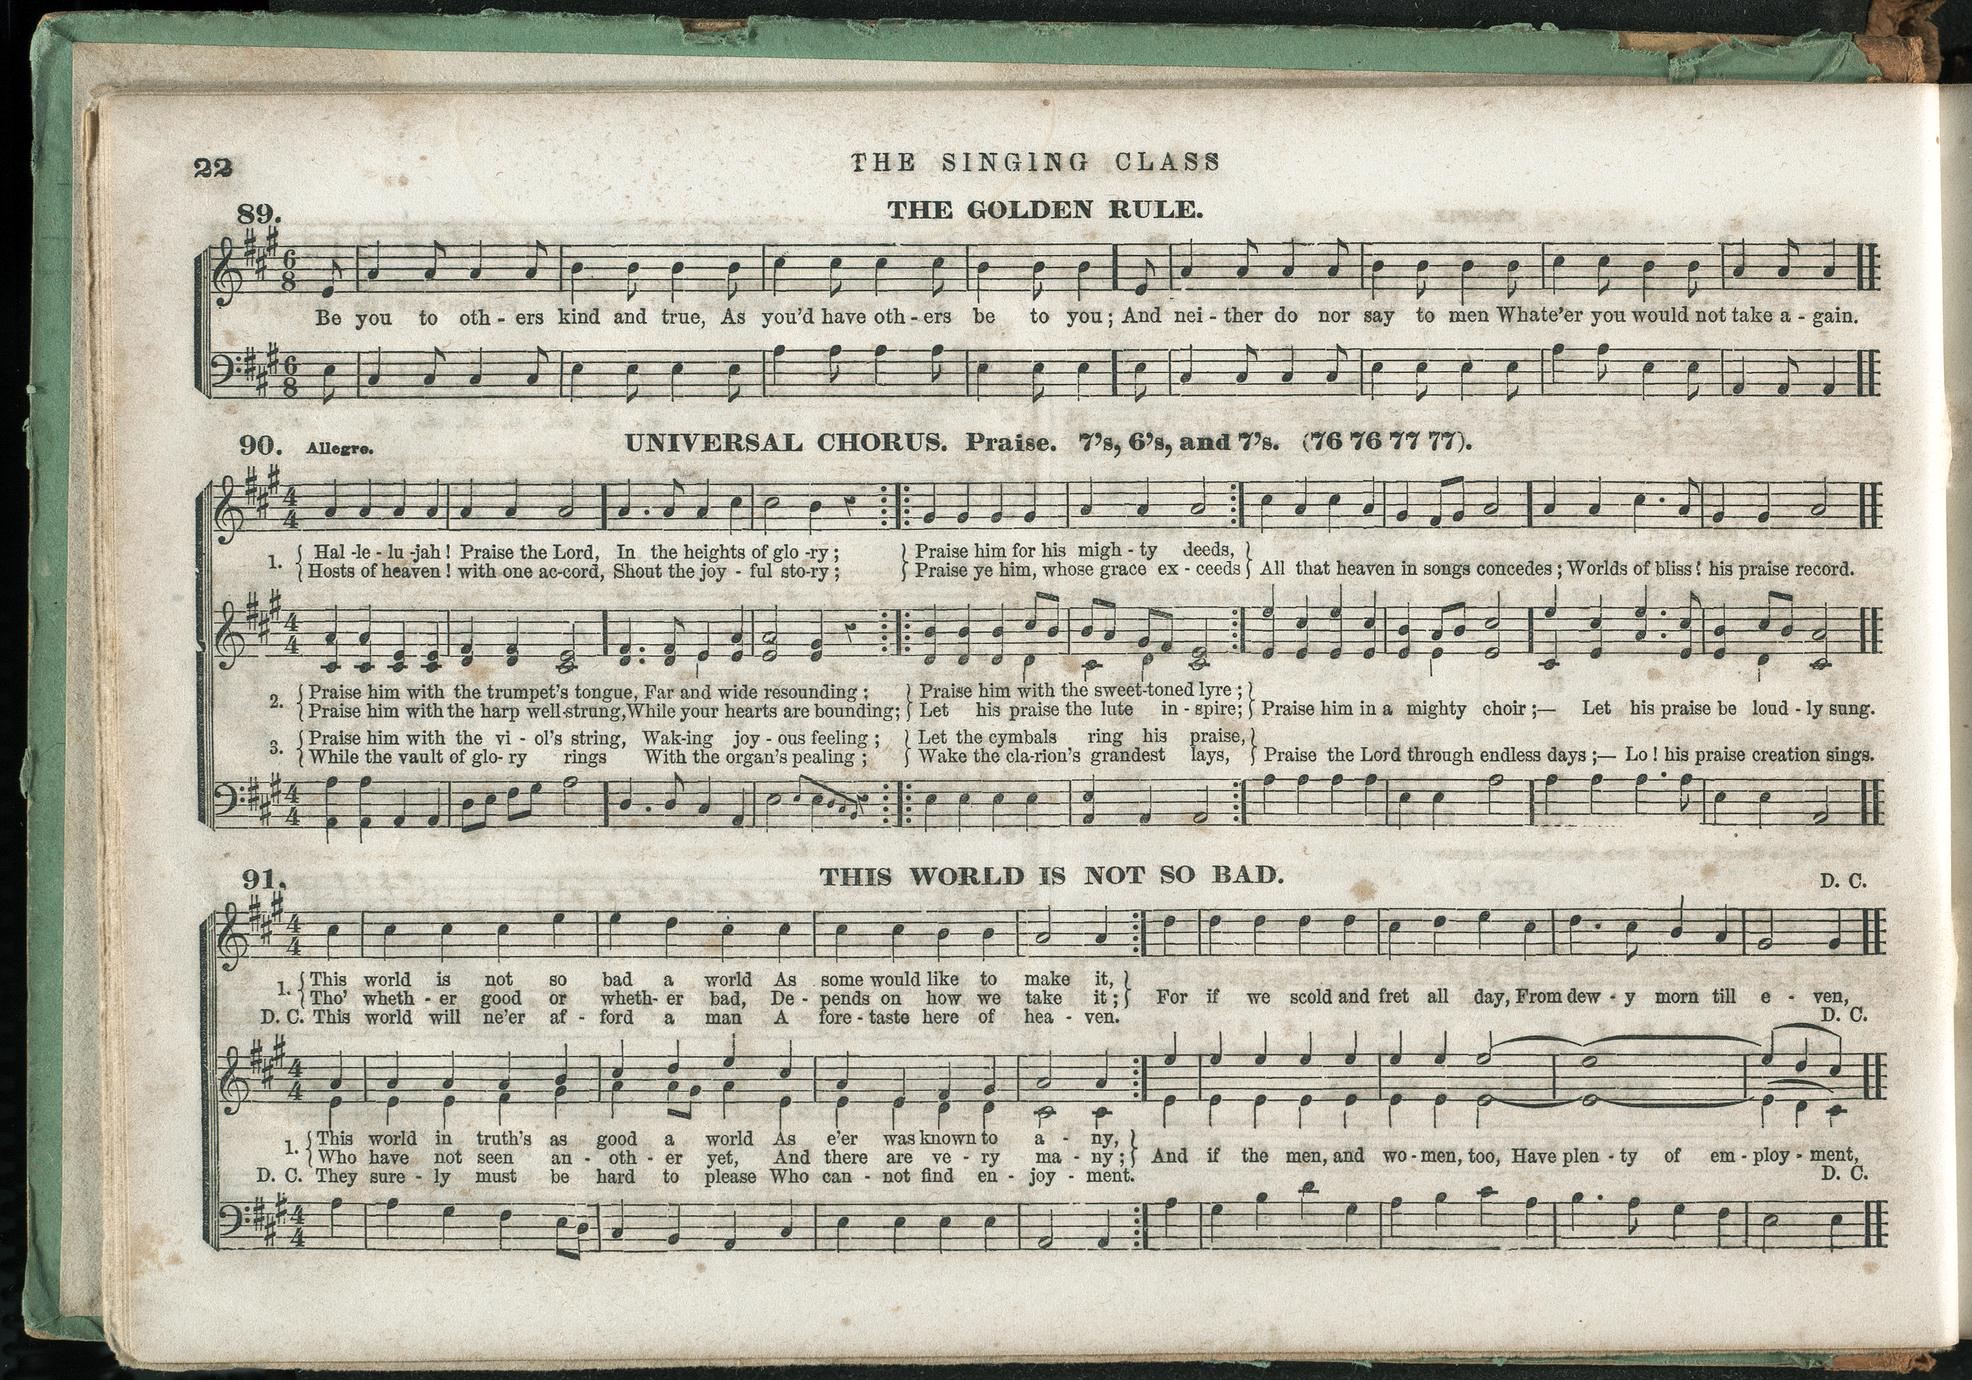 22
THE SINGING CLASS
89.
THE GOLDEN RULE.
Be you to oth - ers kind and true, As you'd have oth - ers be to you; And nei - ther do nor say to men Whate'er you would not take a - gain.
90. Allegro. UNIVERSAL CHORUS. Praise. 7's, 6's, and 7's. (76 76 77 77).
1. Hal - le - lu - jah! Praise the Lord, In the heights of glo - ry; Praise him for his migh - ty deeds,
Hosts of heaven! with one ac-cord, Shout the joy - ful sto-ry; Praise ye him, whose grace ex - ceeds All that heaven in songs concedes; Worlds of bliss! his praise record.
2. Praise him with the trumpet's tongue, Far and wide resounding; Praise him with the sweet-toned lyre;
Praise him with the harp well-strung, While your hearts are bounding; Let his praise the lute in - spire; Praise him in a mighty choir;— Let his praise be loud - ly sung.
3. Praise him with the vi - ol's string, Wak-ing joy - ous feeling; Let the cymbals ring his praise,
While the vault of glo- ry rings With the organ's pealing; Wake the cla-rion's grandest lays, Praise the Lord through endless days;— Lo! his praise creation sings.
91.
THIS WORLD IS NOT SO BAD.
D. C.
1. This world is not so bad a world As some would like to make it,
Tho' wheth - er good or wheth- er bad, De - pends on how we take it; For if we scold and fret all day, From dew - y morn till e - ven,
D. C. This world will ne'er af - ford a man A fore - taste here of hea - ven. D. C.
1. This world in truth's as good a world As e'er was known to a - ny,
Who have not seen an - oth - er yet, And there are ve - ry ma - ny; And if the men, and wo - men, too, Have plen - ty of em - ploy - ment,
D. C. They sure - ly must be hard to please Who can - not find en - joy - ment. D. C.